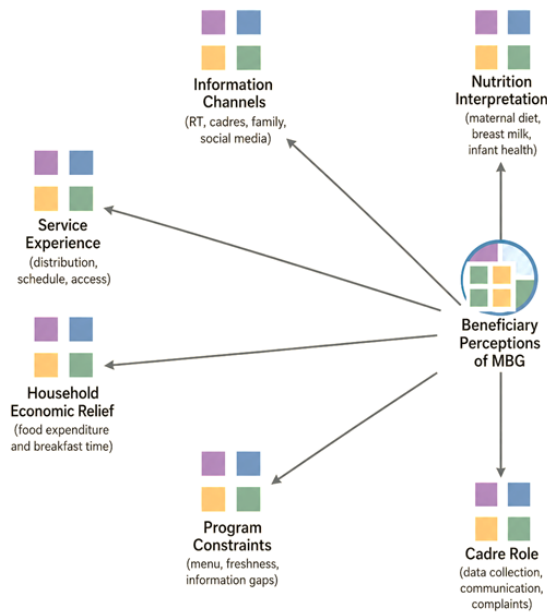 Information
Channels
(RT, cadres, family,
social media)
Nutrition
Interpretation
(maternal diet,
breast milk,
infant health)
Service
Experience
(distribution,
schedule, access)
Beneficiary
Perceptions
of MBG
Household
Economic Relief
(food expenditure
and breakfast time)
Program
Constraints
(menu, freshness,
information gaps)
Cadre Role
(data collection,
communication,
complaints)